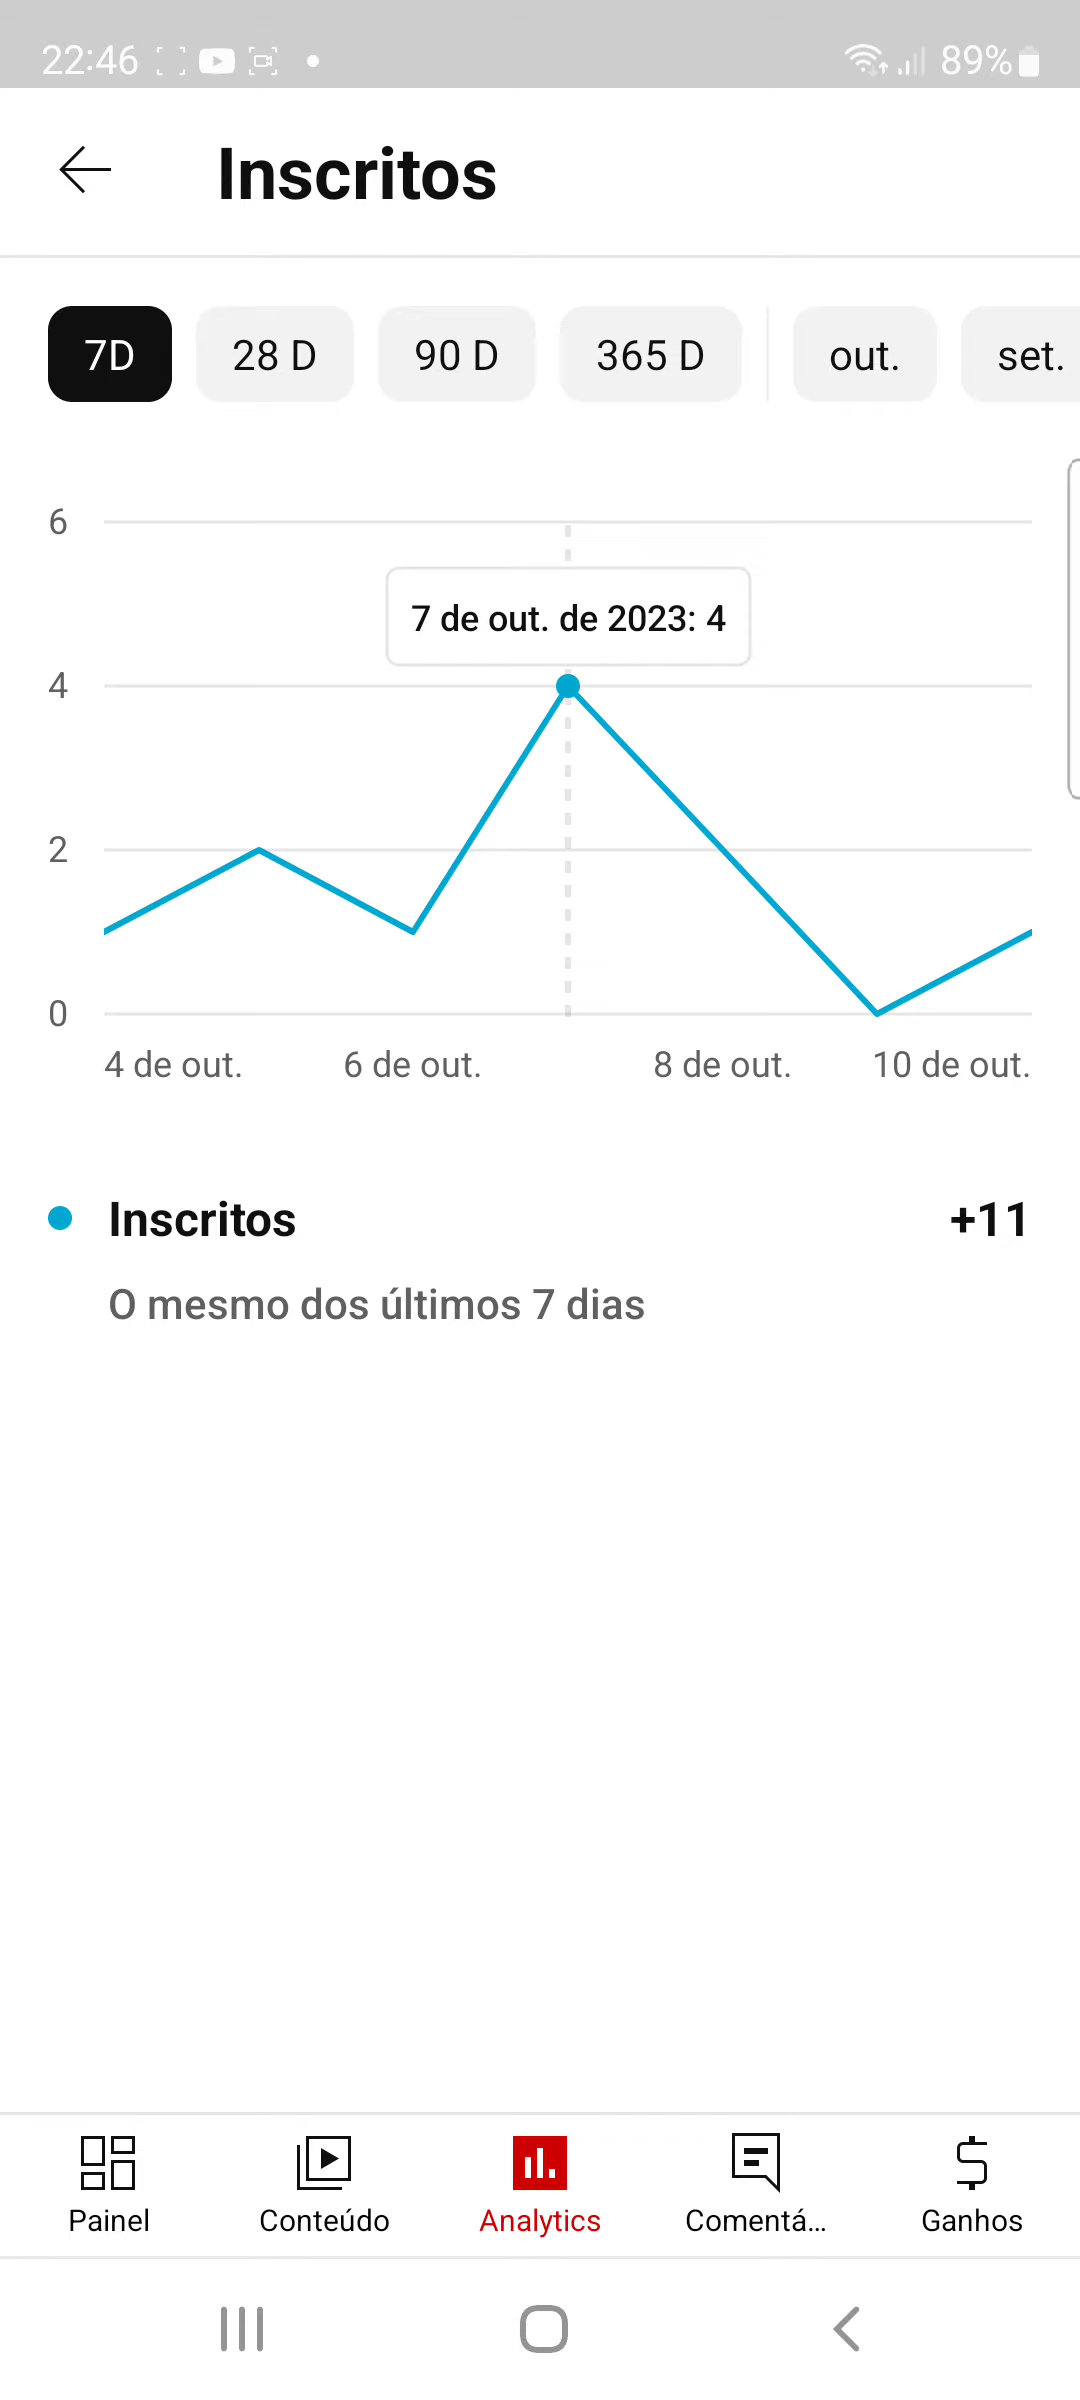 22:46
89%
Inscritos
7D 28 D 90 D 365 D out. set.
6
7 de out. de 2023: 4
4
2
0
4 de out. 6 de out. 8 de out. 10 de out.
Inscritos +11
O mesmo dos últimos 7 dias
Painel Conteúdo Analytics Comentá... Ganhos